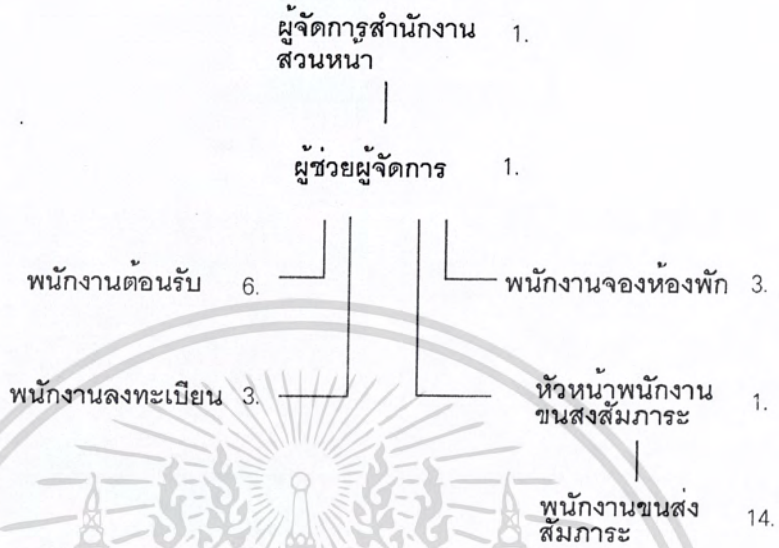 ผู้จัดการสำนักงาน 1.
สวนหน้า
ผู้ช่วยผู้จัดการ 1.
พนักงานต้อนรับ 6.
พนักงานจองห้องพัก 3.
พนักงานลงทะเบียน 3.
หัวหน้าพนักงาน 1.
ขนสงสัมภาระ
พนักงานขนส่ง 14.
สัมภาระ